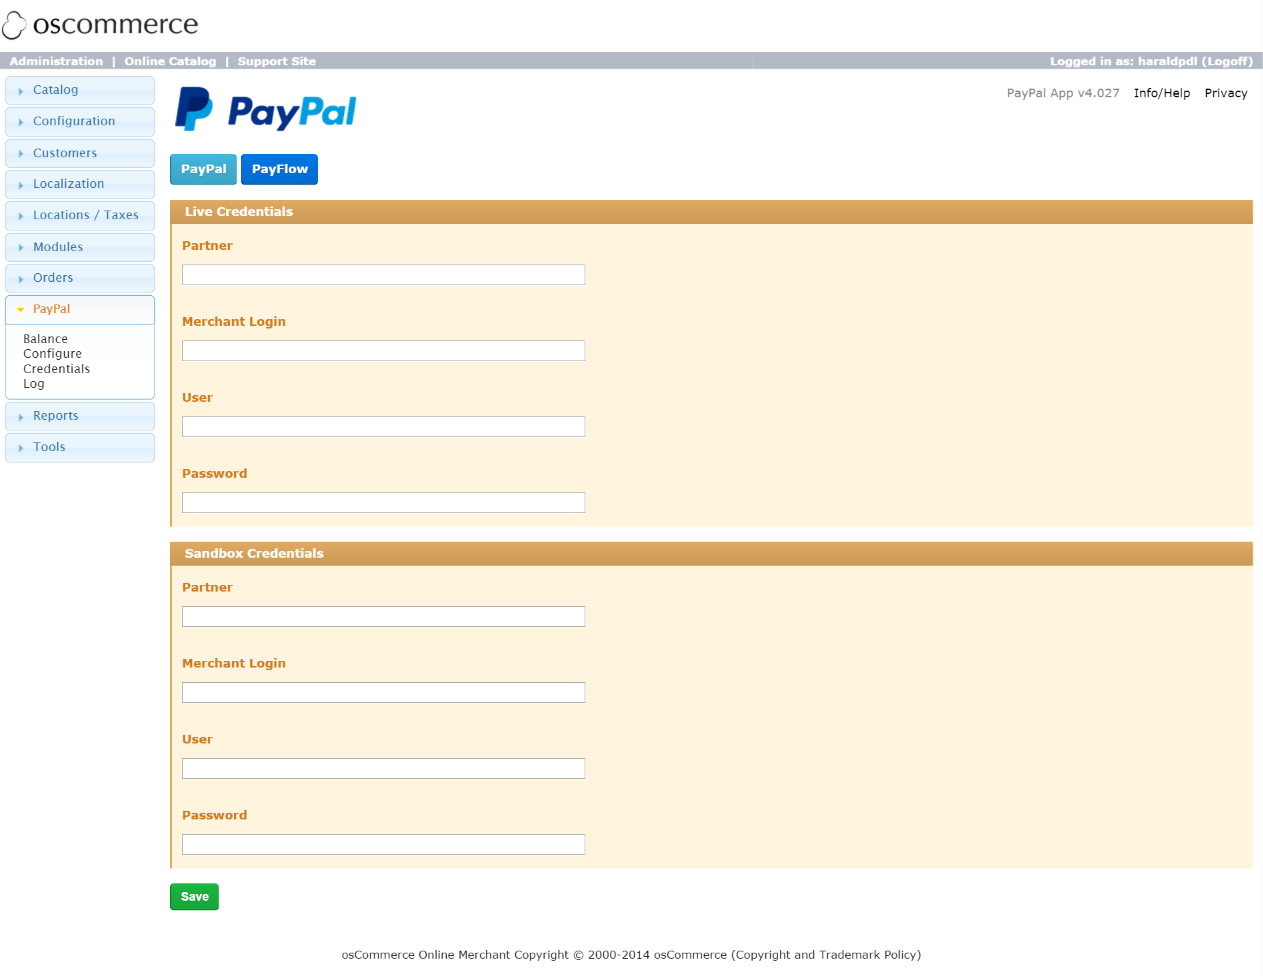 oscommerce
Administration | Online Catalog | Support Site
Logged in as: haraldpdl (Logoff)
Catalog
Configuration
Customers
Localization
Locations / Taxes
Modules
Orders
PayPal
Balance
Configure
Credentials
Log
Reports
Tools
PayPal
PayPal App v4.027 Info/Help Privacy
PayPal PayFlow
Live Credentials
Partner
Merchant Login
User
Password
Sandbox Credentials
Partner
Merchant Login
User
Password
Save
osCommerce Online Merchant Copyright © 2000-2014 osCommerce (Copyright and Trademark Policy)